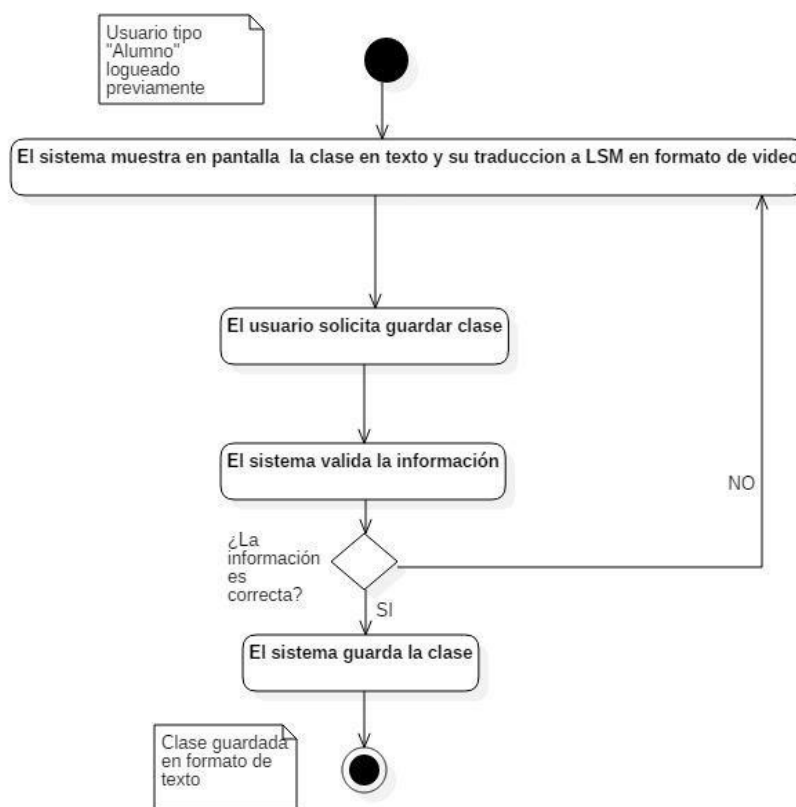 Usuario tipo
"Alumno"
logueado
previamente
El sistema muestra en pantalla la clase en texto y su traduccion a LSM en formato de video
El usuario solicita guardar clase
El sistema valida la información
NO
¿La
información
es
correcta?
SI
El sistema guarda la clase
Clase guardada
en formato de
texto